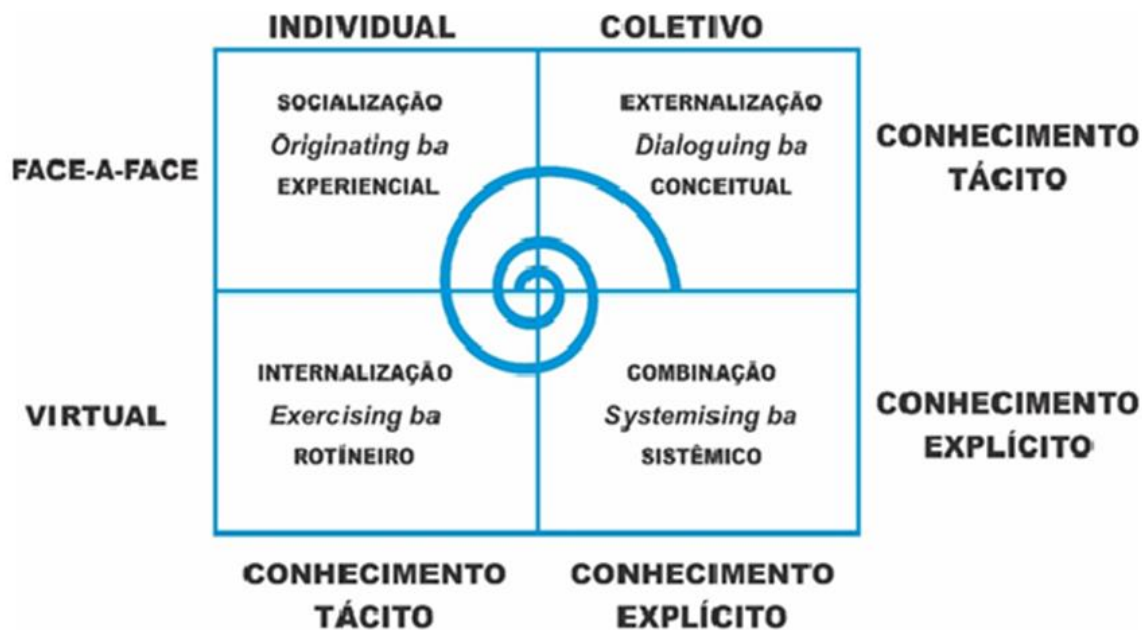 INDIVIDUAL COLETIVO
SOCIALIZAÇÃO
Originating ba
EXPERIENCIAL
EXTERNALIZAÇÃO
Dialoguing ba
CONCEITUAL
FACE-A-FACE
CONHECIMENTO
TÁCITO
INTERNALIZAÇÃO
Exercising ba
ROTÍNEIRO
COMBINAÇÃO
Systemising ba
SISTÊMICO
VIRTUAL
CONHECIMENTO
EXPLÍCITO
CONHECIMENTO
TÁCITO
CONHECIMENTO
EXPLÍCITO